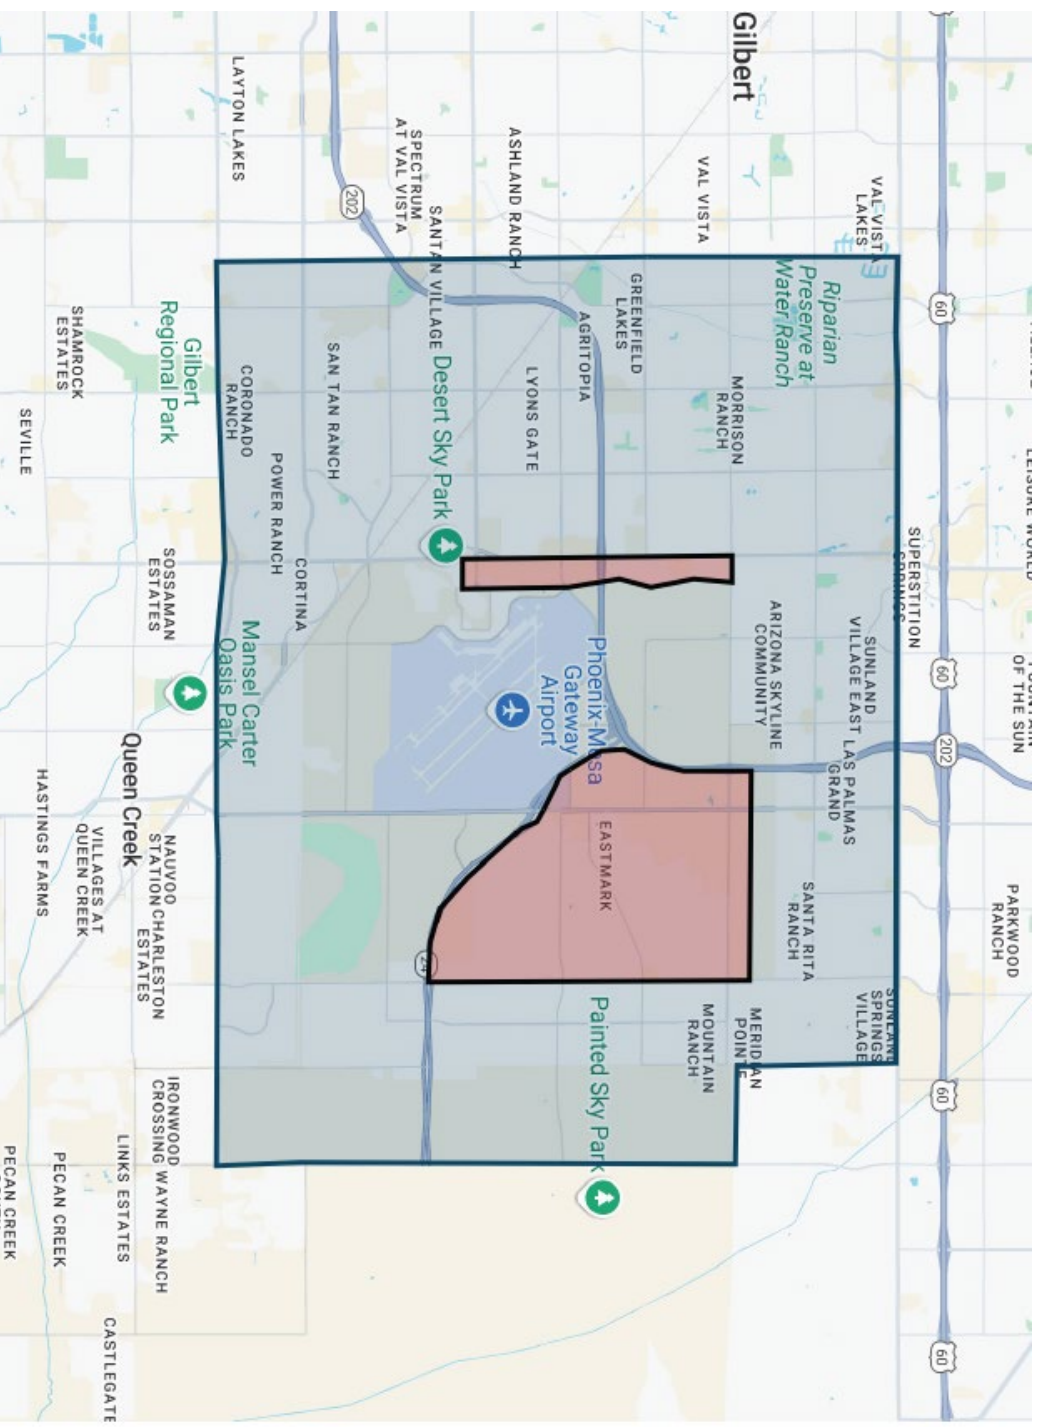 60
60
60
60
202
OF THE SUN
PARKWOOD
RANCH
SUPERSTITION
SPRINGS
VAL VISTA
LAKES
SUNLAND
VILLAGE EAST
LAS PALMAS
GRAND
SUNLAND
SPRINGS
VILLAGE
Riparian
Preserve at
Water Ranch
SANTA RITA
RANCH
ARIZONA SKYLINE
COMMUNITY
Gilbert
VAL VISTA
MORRISON
RANCH
MERIDIAN
POINTE
MOUNTAIN
RANCH
GREENFIELD
LAKES
AGRITOPIA
EASTMARK
Phoenix-Mesa
Gateway
Airport
Painted Sky Park
ASHLAND RANCH
LYONS GATE
SPECTRUM
AT VAL VISTA
SANTAN VILLAGE
Desert Sky Park
24
202
SAN TAN RANCH
CORTINA
POWER RANCH
LAYTON LAKES
CORONADO
RANCH
Mansel Carter
Oasis Park
Gilbert
Regional Park
SOSSAMAN
ESTATES
NAUVOO
STATION
CHARLESTON
ESTATES
IRONWOOD
CROSSING
WAYNE RANCH
Queen Creek
LINKS ESTATES
CASTLEGATE
VILLAGES AT
QUEEN CREEK
SHAMROCK
ESTATES
PECAN CREEK
HASTINGS FARMS
SEVILLE
PECAN CREEK